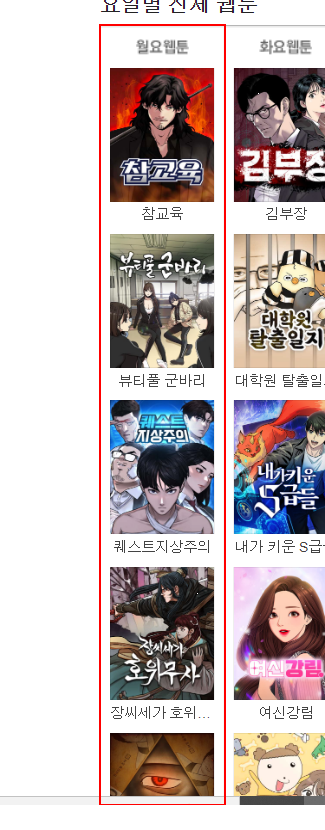 요일별 전체 웹툰
월요웹툰
화요웹툰
참교육
김부장
참교육
김부장
뷰티풀 군바리
대학원
탈출일지
뷰티풀 군바리
대학원 탈출일..
퀘스트
지상주의
내가 키운
S급들
퀘스트지상주의
내가 키운 S급
장씨세가
호위무사
여신강림
장씨세가 호위...
여신강림